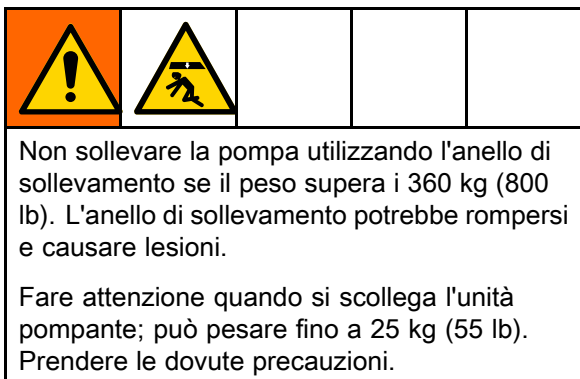 Non sollevare la pompa utilizzando l'anello di
sollevamento se il peso supera i 360 kg (800
lb). L'anello di sollevamento potrebbe rompersi
e causare lesioni.
Fare attenzione quando si scollega l'unità
pompante; può pesare fino a 25 kg (55 lb).
Prendere le dovute precauzioni.